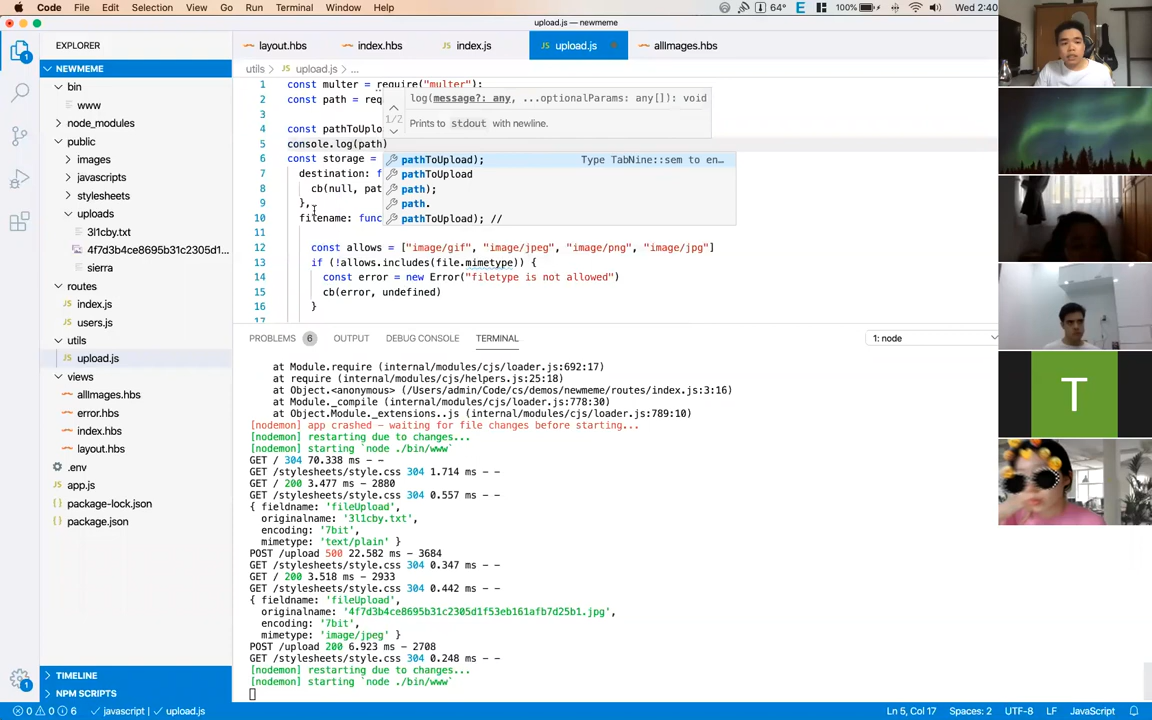 Code File Edit Selection View Go Run Terminal Window Help
64° 100% Wed 2:40
upload.js — newmeme
EXPLORER
layout.hbs
index.hbs
JS index.js
JS upload.js
allImages.hbs
NEWMEME
utils > JS upload.js > ...
bin
www
node_modules
public
images
javascripts
stylesheets
uploads
3l1cby.txt
4f7d3b4ce8695b31c2305d1...
sierra
routes
JS index.js
JS users.js
utils
JS upload.js
views
allImages.hbs
error.hbs
index.hbs
layout.hbs
.env
JS app.js
{} package-lock.json
{} package.json
TIMELINE
NPM SCRIPTS
1 const multer = require("multer");
2 const path = req
3
4 const pathToUplo
5 console.log(path)
6 const storage =
7 destination: f
8 cb(null, pat
9 },
10 filename: func
11
12 const allows = ["image/gif", "image/jpeg", "image/png", "image/jpg"]
13 if (!allows.includes(file.mimetype)) {
14 const error = new Error("filetype is not allowed")
15 cb(error, undefined)
16 }
17
log(message?: any, ...optionalParams: any[]): void
1/2
Prints to stdout with newline.
pathToUpload); Type TabNine::sem to en…
pathToUpload
path);
path.
pathToUpload); //
PROBLEMS 6 OUTPUT DEBUG CONSOLE TERMINAL 1: node
at Module.require (internal/modules/cjs/loader.js:692:17)
at require (internal/modules/cjs/helpers.js:25:18)
at Object.<anonymous> (/Users/admin/Code/cs/demos/newmeme/routes/index.js:3:16)
at Module._compile (internal/modules/cjs/loader.js:778:30)
at Object.Module._extensions..js (internal/modules/cjs/loader.js:789:10)
[nodemon] app crashed - waiting for file changes before starting...
[nodemon] restarting due to changes...
[nodemon] starting `node ./bin/www`
GET / 304 70.338 ms - -
GET /stylesheets/style.css 304 1.714 ms - -
GET / 200 3.477 ms - 2880
GET /stylesheets/style.css 304 0.557 ms - -
{ fieldname: 'fileUpload',
originalname: '3l1cby.txt',
encoding: '7bit',
mimetype: 'text/plain' }
POST /upload 500 22.582 ms - 3684
GET /stylesheets/style.css 304 0.347 ms - -
GET / 200 3.518 ms - 2933
GET /stylesheets/style.css 304 0.442 ms - -
{ fieldname: 'fileUpload',
originalname: '4f7d3b4ce8695b31c2305d1f53eb161afb7d25b1.jpg',
encoding: '7bit',
mimetype: 'image/jpeg' }
POST /upload 200 6.923 ms - 2708
GET /stylesheets/style.css 304 0.248 ms - -
[nodemon] restarting due to changes...
[nodemon] starting `node ./bin/www`
T
0 0 6 javascript | upload.js Ln 5, Col 17 Spaces: 2 UTF-8 LF JavaScript